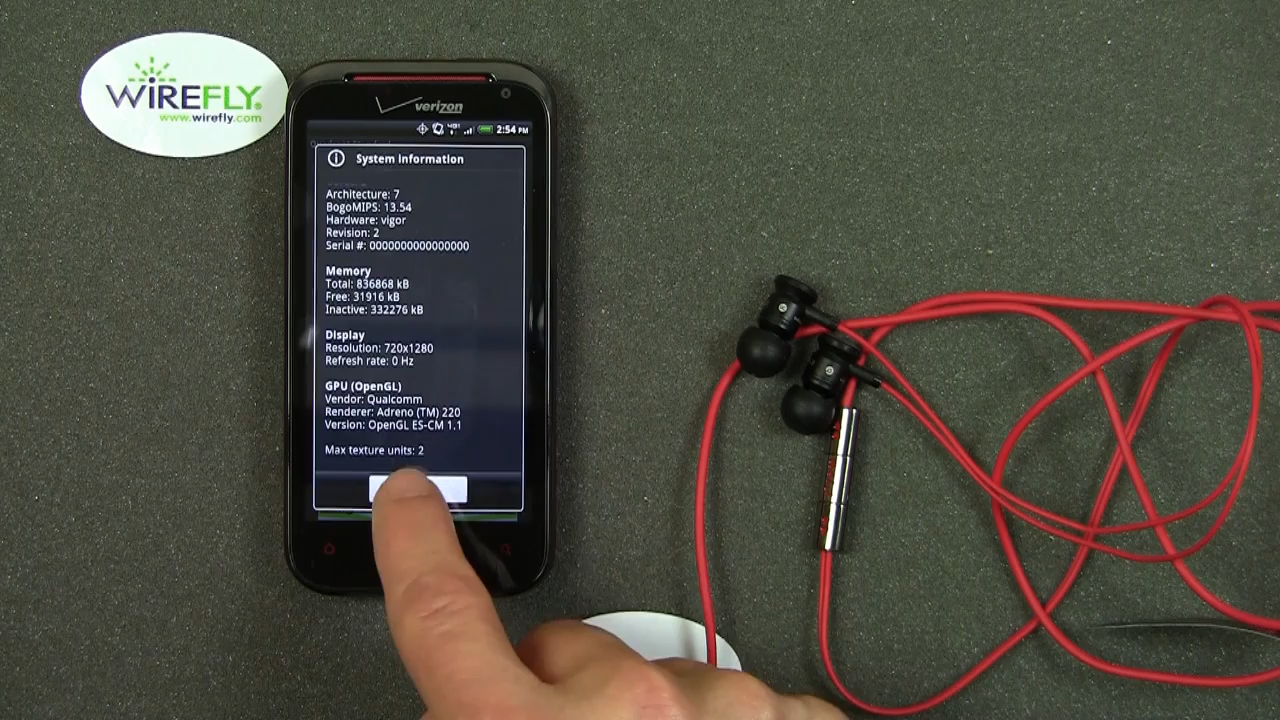 WIREFLY.
www.wirefly.com
verizon
4G
2:54 PM
System information
Architecture: 7
BogoMIPS: 13.54
Hardware: vigor
Revision: 2
Serial #: 0000000000000000
Memory
Total: 836868 kB
Free: 31916 kB
Inactive: 332276 kB
Display
Resolution: 720x1280
Refresh rate: 0 Hz
GPU (OpenGL)
Vendor: Qualcomm
Renderer: Adreno (TM) 220
Version: OpenGL ES-CM 1.1
Max texture units: 2